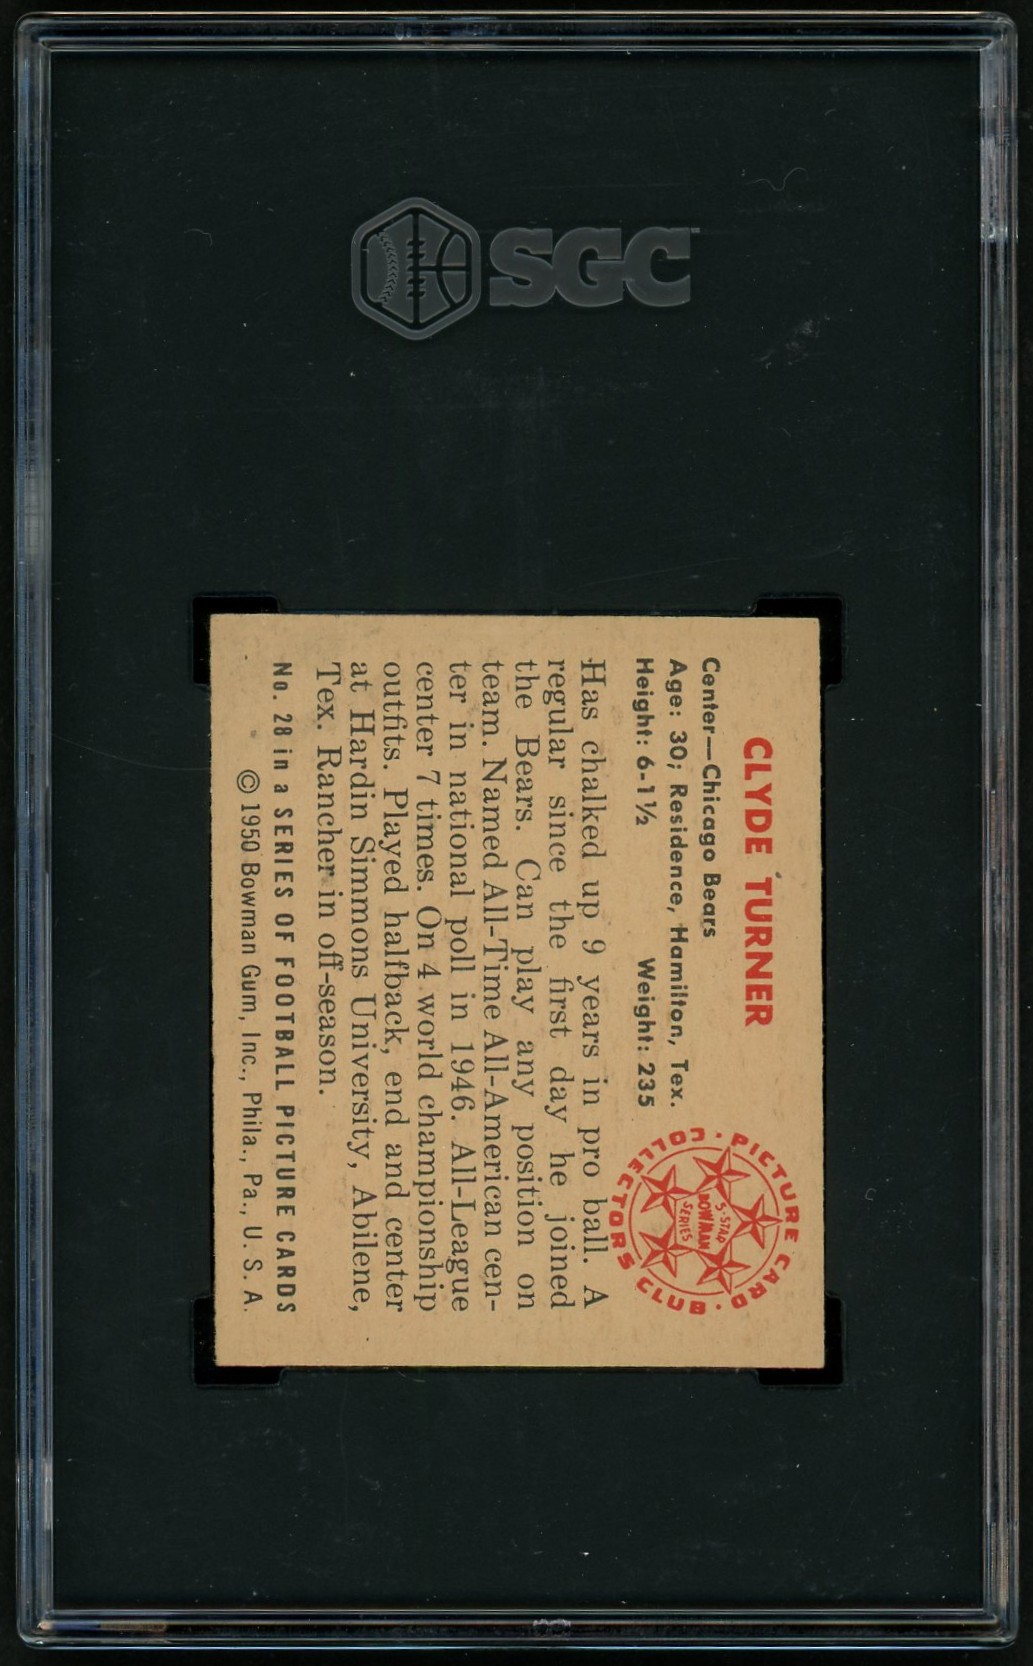 SGC
CLYDE TURNER
Center—Chicago Bears
Age: 30; Residence, Hamilton, Tex.
Height: 6-1½ Weight: 235
PICTURE CARD
COLLECTORS CLUB
5-STAR
BOWMAN
SERIES
Has chalked up 9 years in pro ball. A
regular since the first day he joined
the Bears. Can play any position on
team. Named All-Time All-American cen-
ter in national poll in 1946. All-League
center 7 times. On 4 world championship
outfits. Played halfback, end and center
at Hardin Simmons University, Abilene,
Tex. Rancher in off-season.
No. 28 in a SERIES OF FOOTBALL PICTURE CARDS
©1950 Bowman Gum, Inc., Phila., Pa., U. S. A.